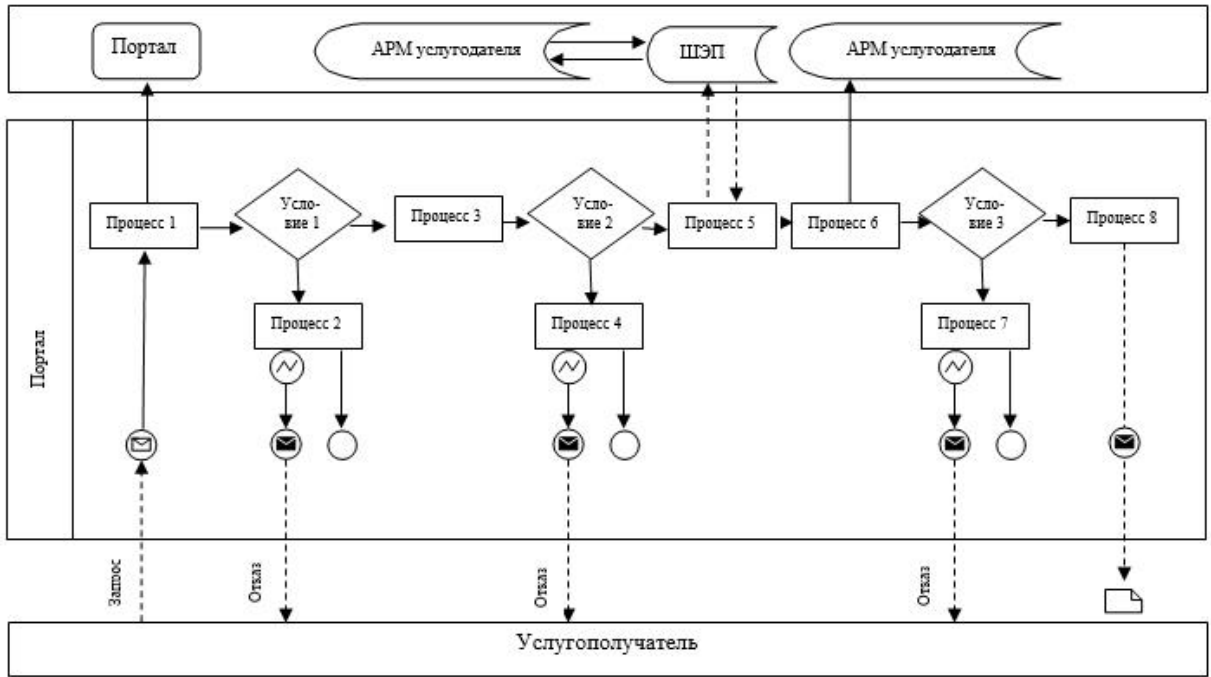 Портал
АРМ услугодателя
ШЭП
АРМ услугодателя
Портал
Процесс 1
Усло-
вие 1
Процесс 3
Усло-
вие 2
Процесс 5
Процесс 6
Усло-
вие 3
Процесс 8
Процесс 2
Процесс 4
Процесс 7
Запрос
Отказ
Отказ
Отказ
Услугополучатель